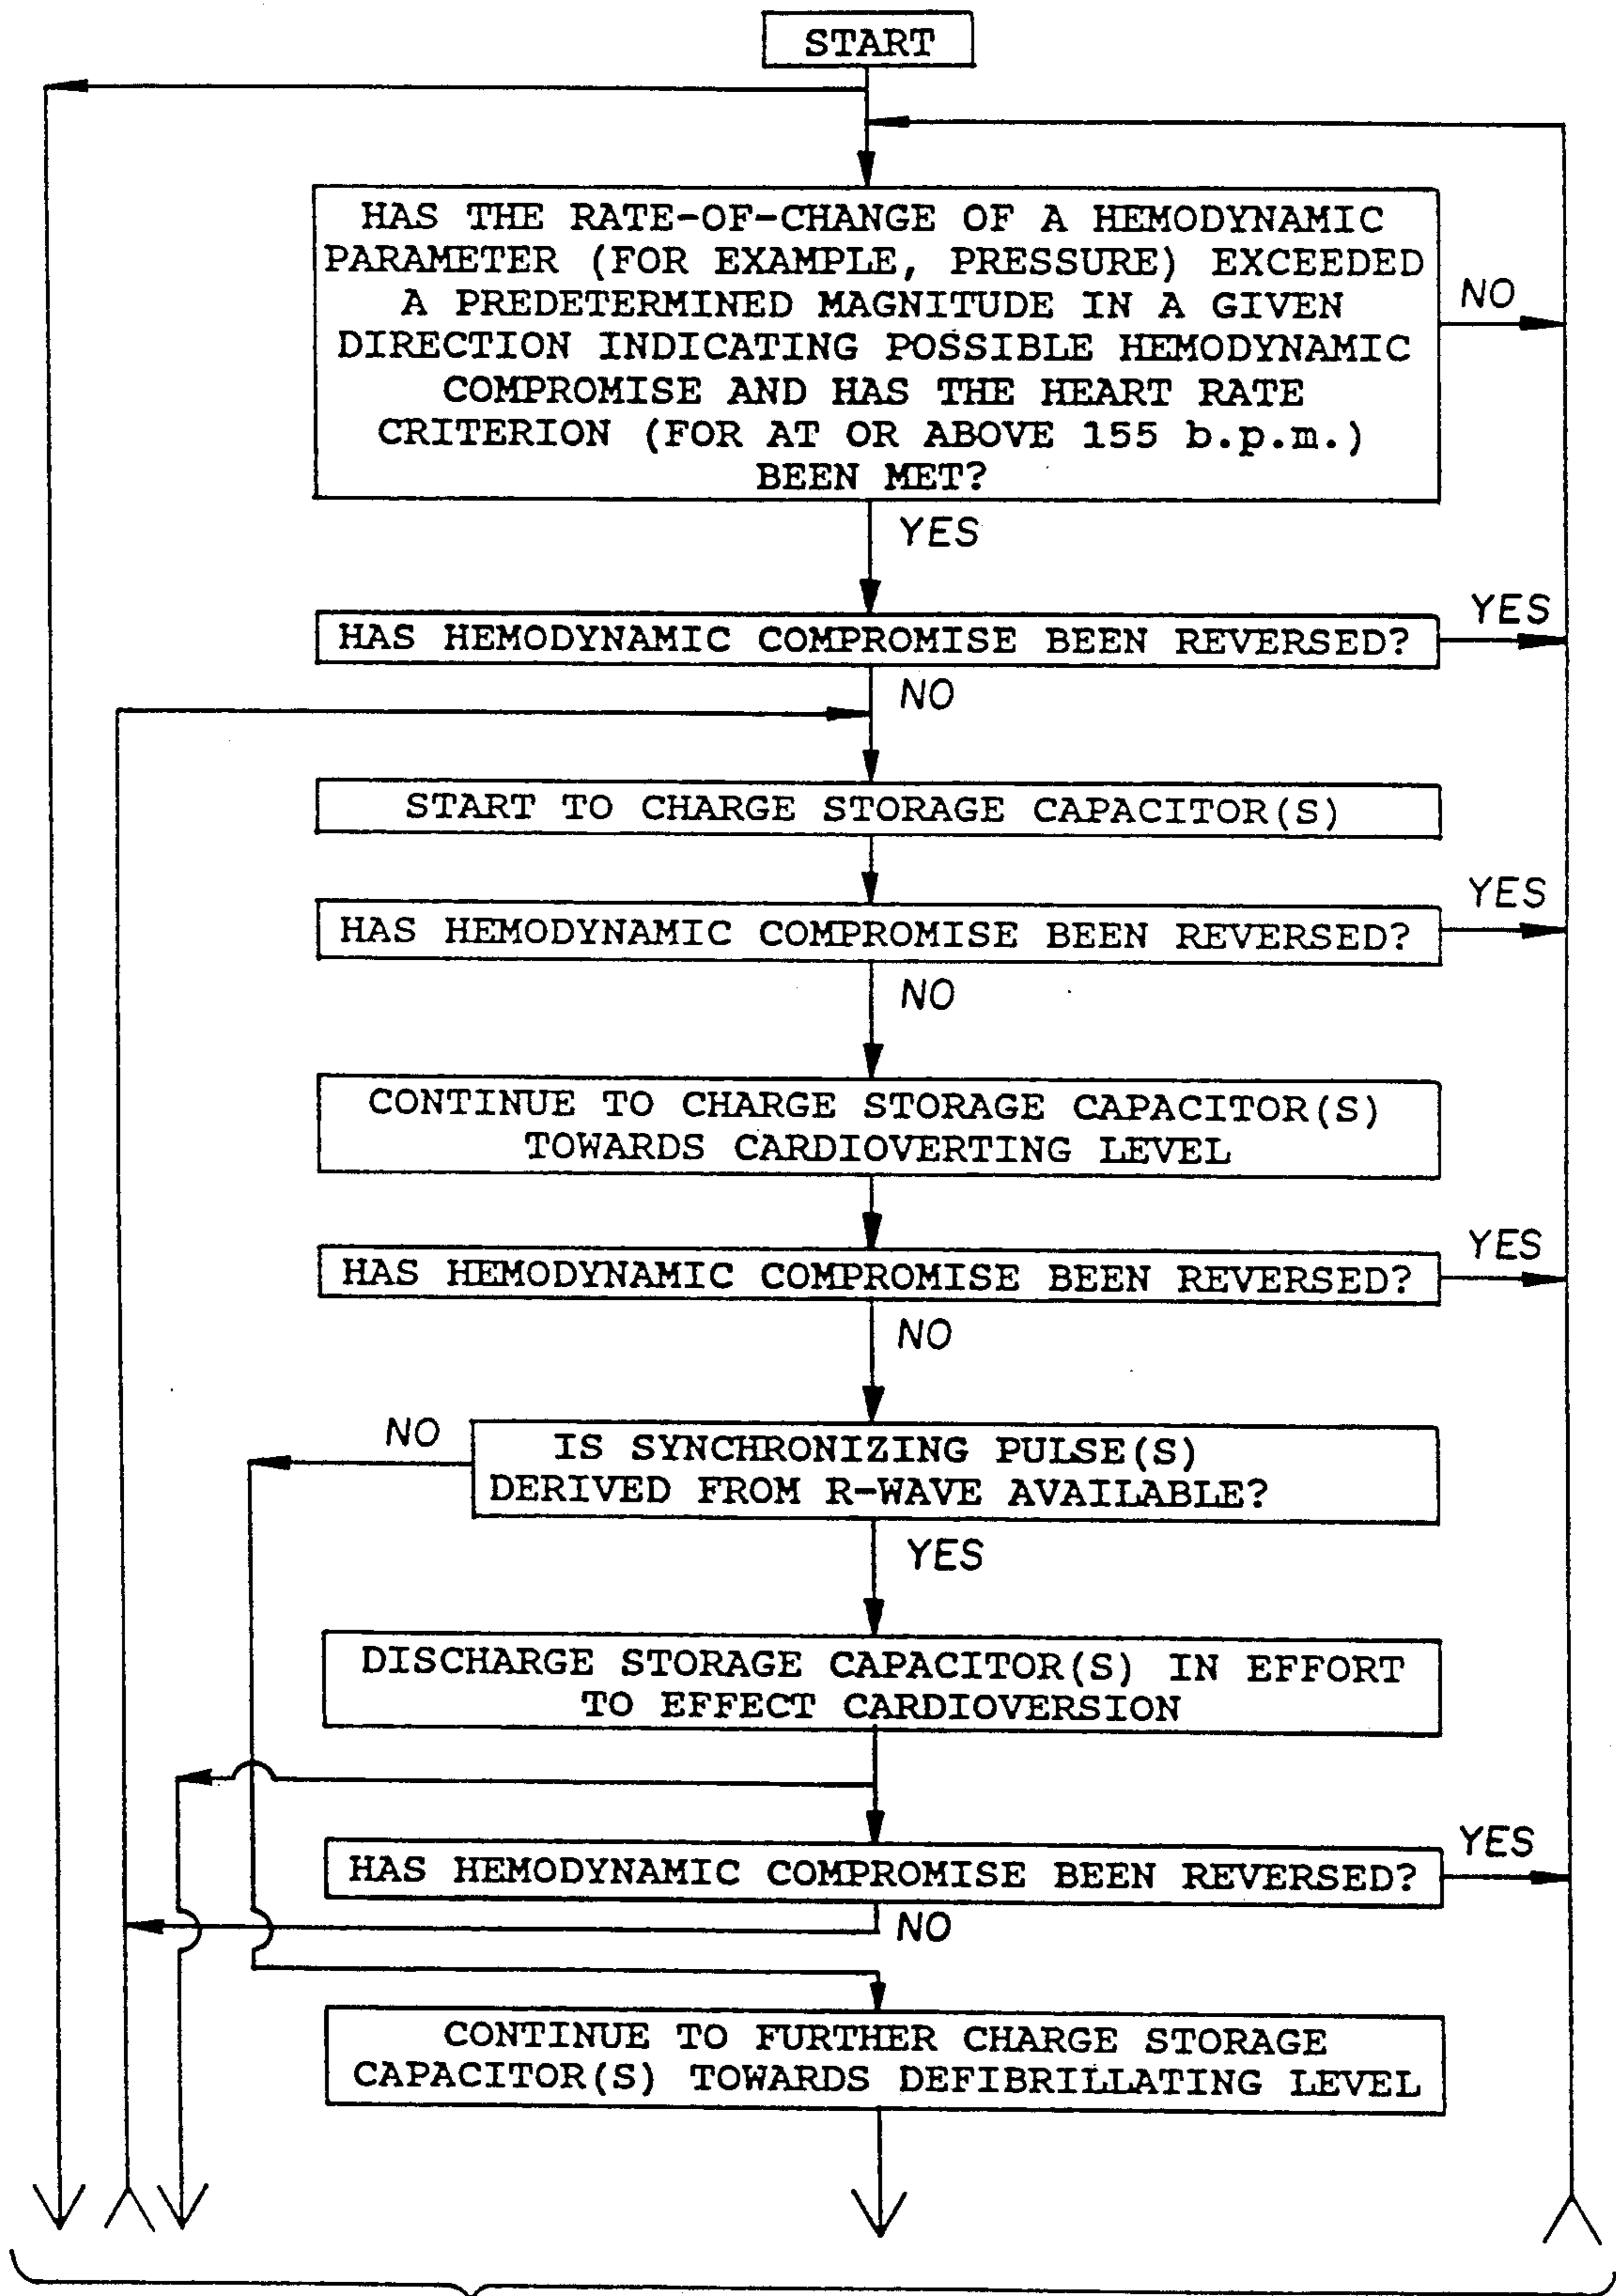 START
HAS THE RATE-OF-CHANGE OF A HEMODYNAMIC
PARAMETER (FOR EXAMPLE, PRESSURE) EXCEEDED
A PREDETERMINED MAGNITUDE IN A GIVEN
DIRECTION INDICATING POSSIBLE HEMODYNAMIC
COMPROMISE AND HAS THE HEART RATE
CRITERION (FOR AT OR ABOVE 155 b.p.m.)
BEEN MET?
NO
YES
HAS HEMODYNAMIC COMPROMISE BEEN REVERSED?
YES
NO
START TO CHARGE STORAGE CAPACITOR(S)
HAS HEMODYNAMIC COMPROMISE BEEN REVERSED?
YES
NO
CONTINUE TO CHARGE STORAGE CAPACITOR(S)
TOWARDS CARDIOVERTING LEVEL
HAS HEMODYNAMIC COMPROMISE BEEN REVERSED?
YES
NO
NO
IS SYNCHRONIZING PULSE(S)
DERIVED FROM R-WAVE AVAILABLE?
YES
DISCHARGE STORAGE CAPACITOR(S) IN EFFORT
TO EFFECT CARDIOVERSION
HAS HEMODYNAMIC COMPROMISE BEEN REVERSED?
YES
NO
CONTINUE TO FURTHER CHARGE STORAGE
CAPACITOR(S) TOWARDS DEFIBRILLATING LEVEL